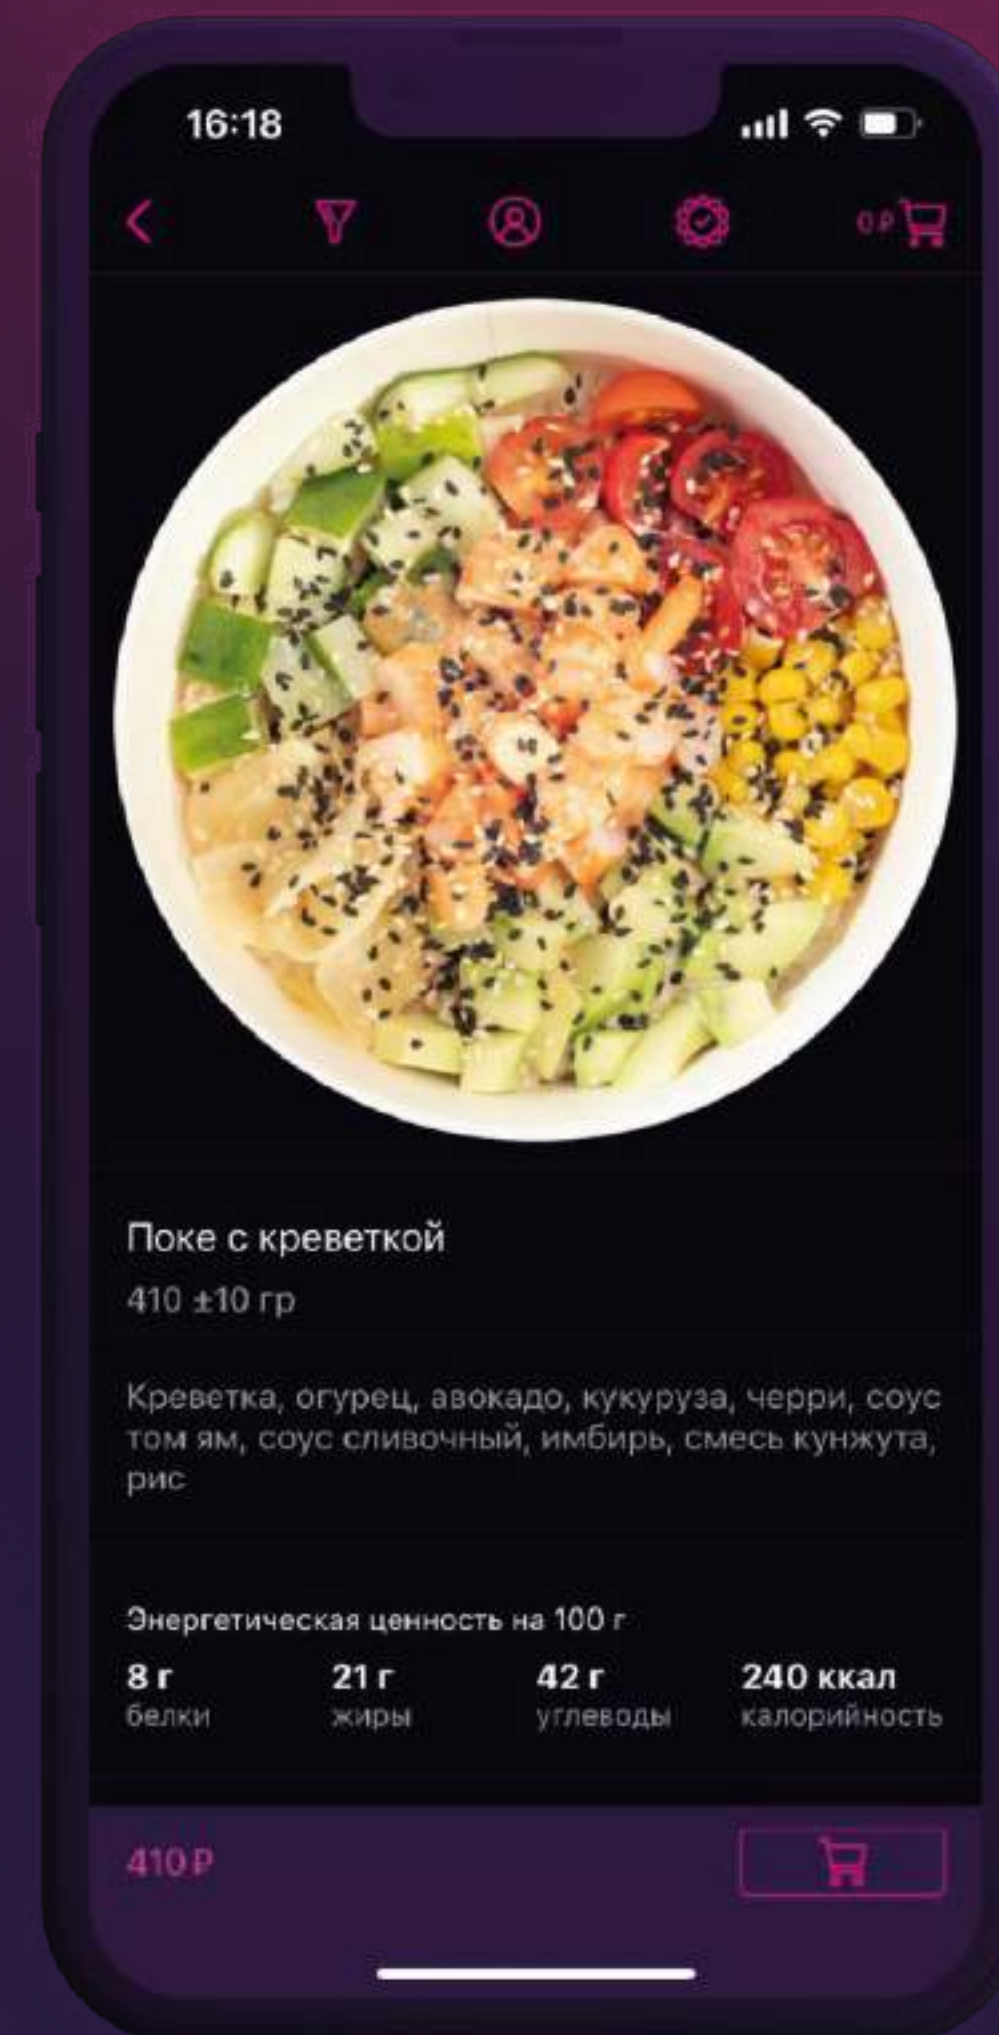 16:18
0 ₽
Поке с креветкой
410 ±10 гр
Креветка, огурец, авокадо, кукуруза, черри, соус
том ям, соус сливочный, имбирь, смесь кунжута,
рис
Энергетическая ценность на 100 г
8 г 21 г 42 г 240 ккал
белки жиры углеводы калорийность
410 ₽